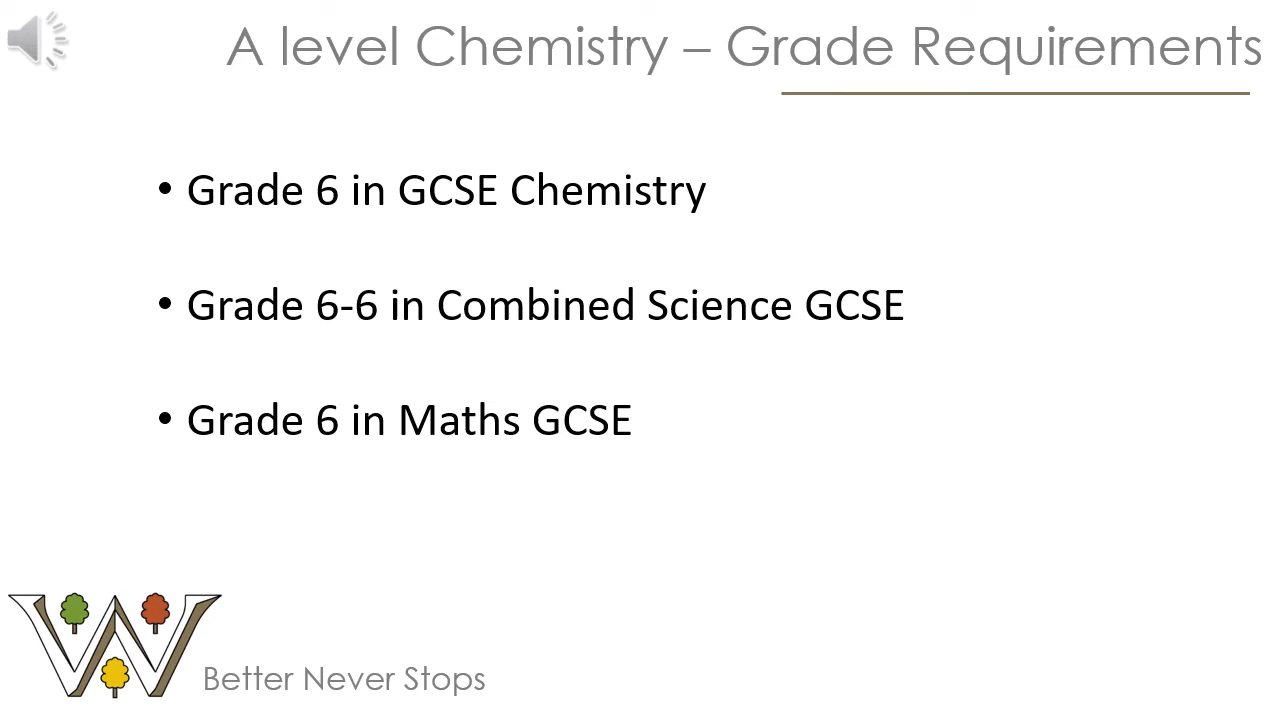 A level Chemistry – Grade Requirements
• Grade 6 in GCSE Chemistry
• Grade 6-6 in Combined Science GCSE
• Grade 6 in Maths GCSE
W
Better Never Stops